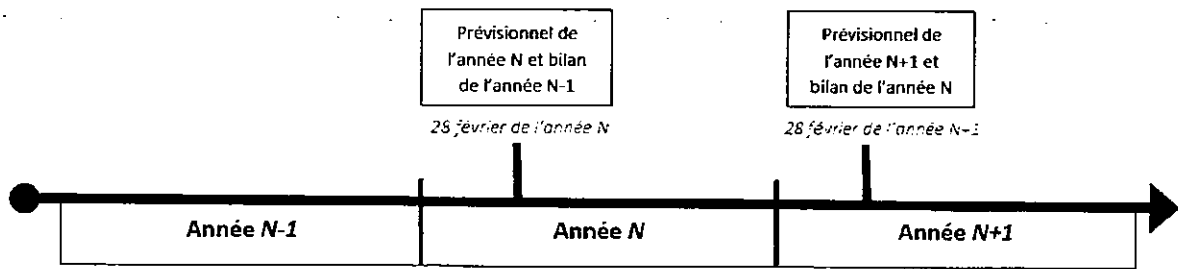 Prévisionnel de
l'année N et bilan
de l'année N-1
28 février de l'année N
Prévisionnel de
l'année N+1 et
bilan de l'année N
28 février de l'année N+1
Année N-1
Année N
Année N+1